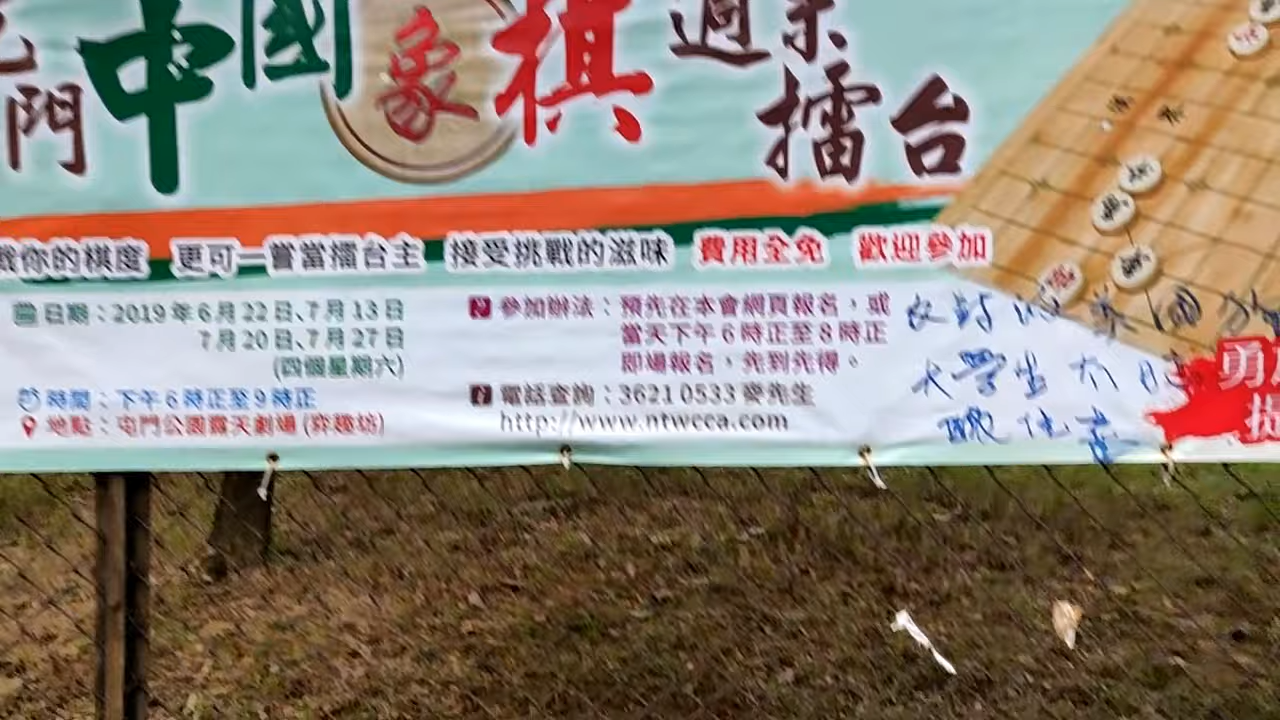 屯門 中國象棋 週末擂台
你的棋度 更可一嘗當擂台主 接受挑戰的滋味 費用全免 歡迎參加
日期：2019年6月22日、7月13日
7月20日、7月27日
(四個星期六)
時間：下午6時正至9時正
地點：屯門公園露天劇場 (穿趣坊)
參加辦法：預先在本會網頁報名，或
當天下午6時正至8時正
即場報名，先到先得。
電話查詢：3621 0533 麥先生
http://www.ntwcca.com
大學生
勇